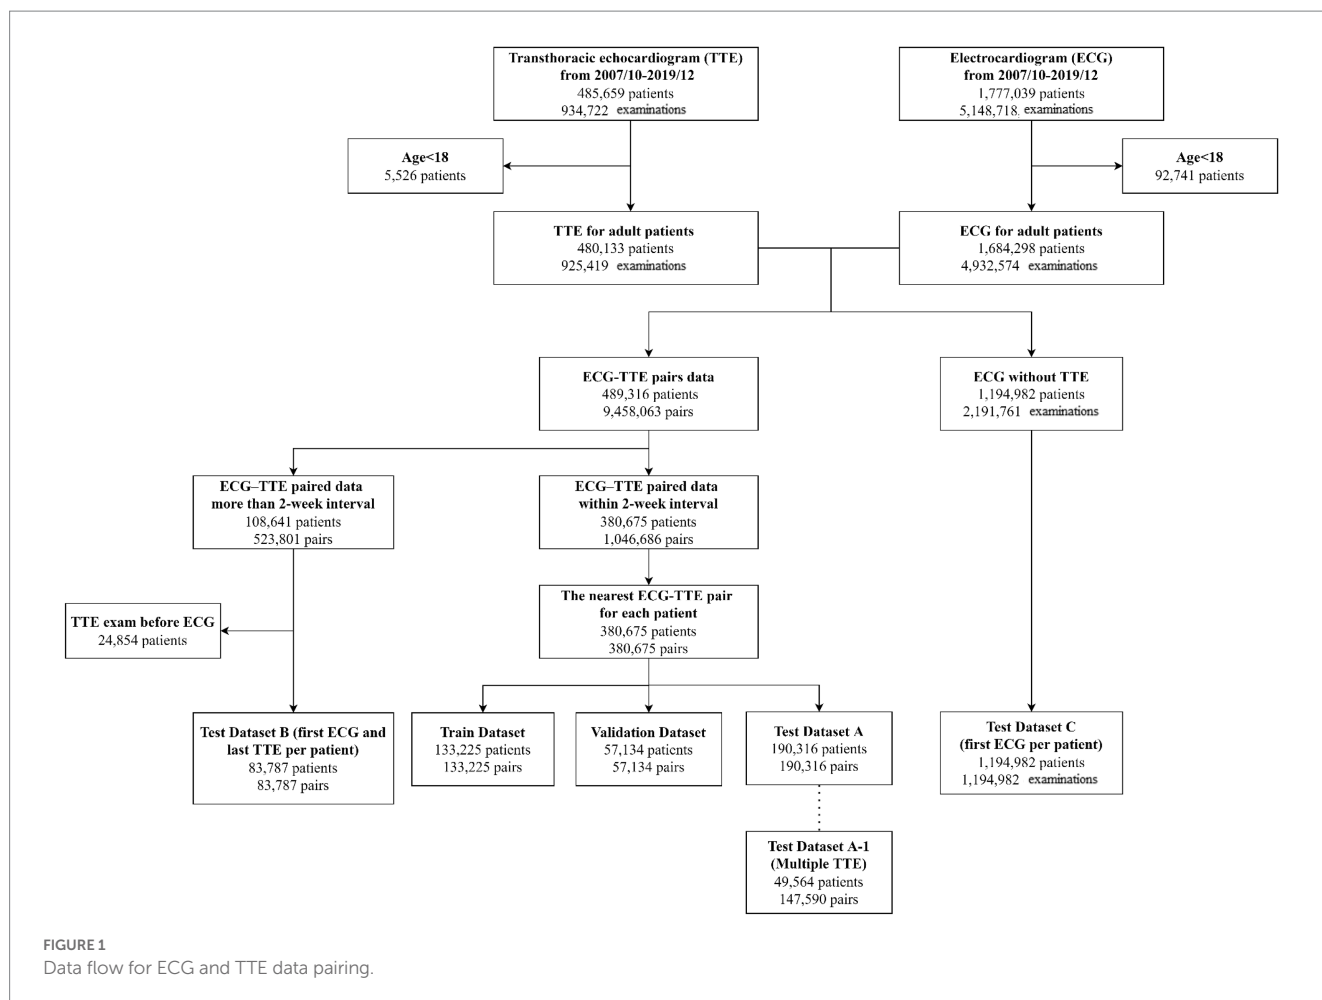 Transthoracic echocardiogram (TTE)
from 2007/10-2019/12
485,659 patients
934,722 examinations
Electrocardiogram (ECG)
from 2007/10-2019/12
1,777,039 patients
5,148,718. examinations
Age<18
5,526 patients
Age<18
92,741 patients
TTE for adult patients
480,133 patients
925,419 examinations
ECG for adult patients
1,684,298 patients
4,932,574 examinations
ECG-TTE pairs data
489,316 patients
9,458,063 pairs
ECG without TTE
1,194,982 patients
2,191,761 examinations
ECG–TTE paired data
more than 2-week interval
108,641 patients
523,801 pairs
ECG–TTE paired data
within 2-week interval
380,675 patients
1,046,686 pairs
The nearest ECG-TTE pair
for each patient
380,675 patients
380,675 pairs
TTE exam before ECG
24,854 patients
Test Dataset B (first ECG and
last TTE per patient)
83,787 patients
83,787 pairs
Train Dataset
133,225 patients
133,225 pairs
Validation Dataset
57,134 patients
57,134 pairs
Test Dataset A
190,316 patients
190,316 pairs
Test Dataset C
(first ECG per patient)
1,194,982 patients
1,194,982 examinations
Test Dataset A-1
(Multiple TTE)
49,564 patients
147,590 pairs
FIGURE 1
Data flow for ECG and TTE data pairing.